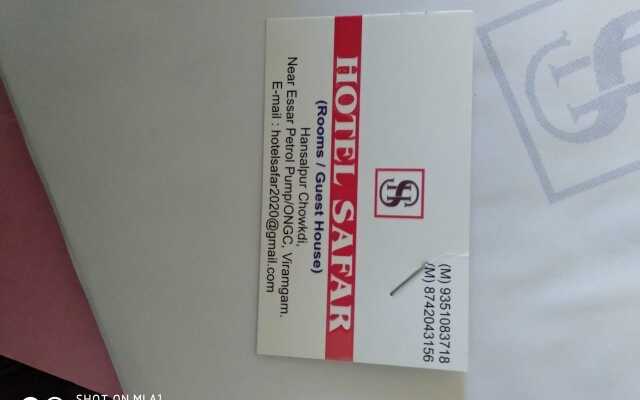 (M) 9351083718
(M) 8742043156
SH
HOTEL SAFAR
(Rooms / Guest House)
Hansalpur Chowkdi,
Near Essar Petrol Pump/ONGC, Viramgam.
E-mail : hotelsafar2020@gmail.com
SHOT ON MI A1